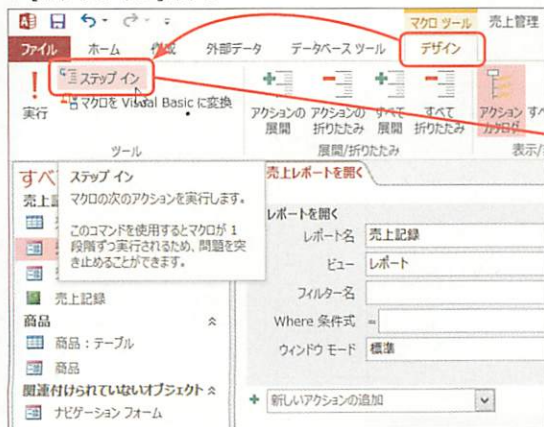 マクロ ツール 売上管理
ファイル ホーム 作成 外部データ データベース ツール デザイン
ステップ イン
マクロを Visual Basic に変換
実行
アクションの展開
アクションの折りたたみ
すべて展開
すべて折りたたみ
アクションカタログ
ツール 展開/折りたたみ 表示/
すべ
売上
ステップ イン
マクロの次のアクションを実行します。
このコマンドを使用するとマクロが 1
段階ずつ実行されるため、問題を突
き止めることができます。
売上記録
商品
商品 : テーブル
商品
関連付けられていないオブジェクト
ナビゲーション フォーム
売上レポートを開く
レポートを開く
レポート名 売上記録
ビュー レポート
フィルター名
Where 条件式 =
ウィンドウ モード 標準
新しいアクションの追加